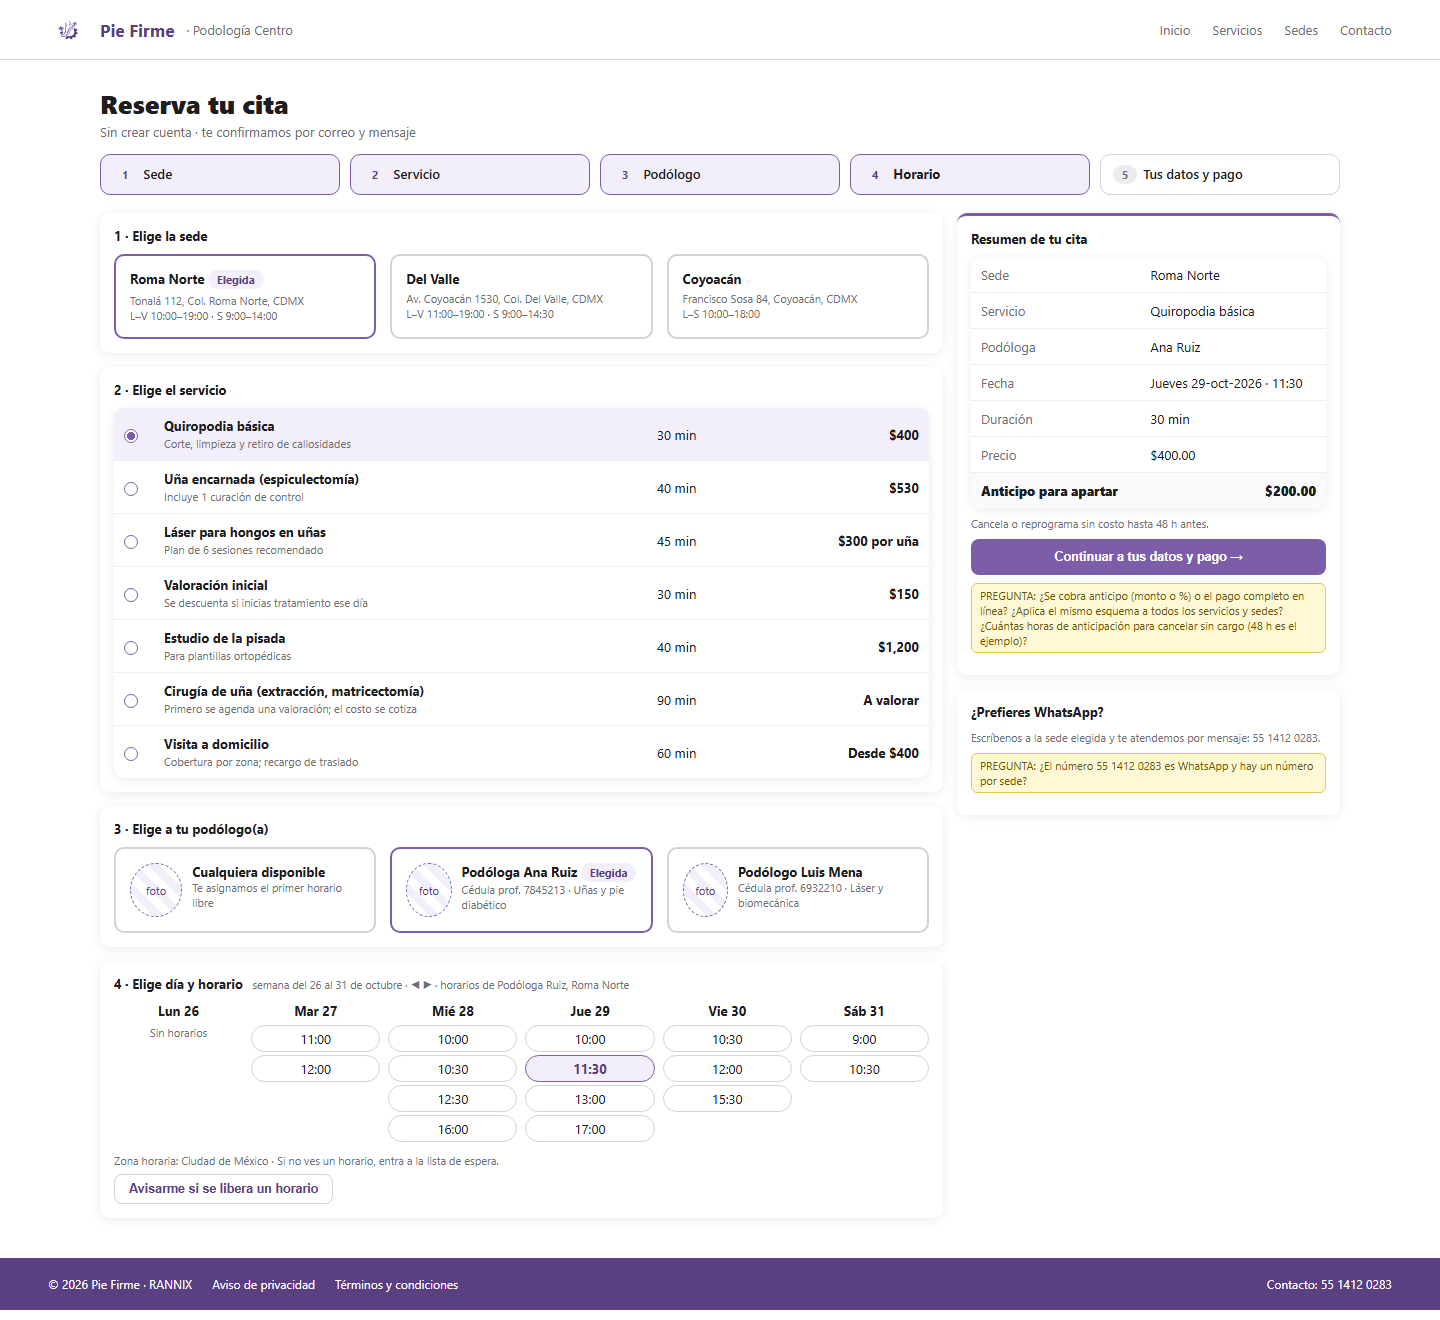 Pie Firme · Podología Centro
Inicio Servicios Sedes Contacto
Reserva tu cita
Sin crear cuenta · te confirmamos por correo y mensaje
1 Sede
2 Servicio
3 Podólogo
4 Horario
5 Tus datos y pago
1 · Elige la sede
Roma Norte Elegida
Tonalá 112, Col. Roma Norte, CDMX
L–V 10:00–19:00 · S 9:00–14:00
Del Valle
Av. Coyoacán 1530, Col. Del Valle, CDMX
L–V 11:00–19:00 · S 9:00–14:30
Coyoacán
Francisco Sosa 84, Coyoacán, CDMX
L–S 10:00–18:00
2 · Elige el servicio
Quiropodia básica
Corte, limpieza y retiro de callosidades
30 min
$400
Uña encarnada (espiculectomía)
Incluye 1 curación de control
40 min
$530
Láser para hongos en uñas
Plan de 6 sesiones recomendado
45 min
$300 por uña
Valoración inicial
Se descuenta si inicias tratamiento ese día
30 min
$150
Estudio de la pisada
Para plantillas ortopédicas
40 min
$1,200
Cirugía de uña (extracción, matricectomía)
Primero se agenda una valoración; el costo se cotiza
90 min
A valorar
Visita a domicilio
Cobertura por zona; recargo de traslado
60 min
Desde $400
3 · Elige a tu podólogo(a)
foto
Cualquiera disponible
Te asignamos el primer horario
libre
foto
Podóloga Ana Ruiz Elegida
Cédula prof. 7845213 · Uñas y pie
diabético
foto
Podólogo Luis Mena
Cédula prof. 6932210 · Láser y
biomecánica
4 · Elige día y horario semana del 26 al 31 de octubre · ◀ ▶ · horarios de Podóloga Ruiz, Roma Norte
Lun 26
Sin horarios
Mar 27
11:00
12:00
Mié 28
10:00
10:30
12:30
16:00
Jue 29
10:00
11:30
13:00
17:00
Vie 30
10:30
12:00
15:30
Sáb 31
9:00
10:30
Zona horaria: Ciudad de México · Si no ves un horario, entra a la lista de espera.
Avisarme si se libera un horario
Resumen de tu cita
Sede Roma Norte
Servicio Quiropodia básica
Podóloga Ana Ruiz
Fecha Jueves 29-oct-2026 · 11:30
Duración 30 min
Precio $400.00
Anticipo para apartar $200.00
Cancela o reprograma sin costo hasta 48 h antes.
Continuar a tus datos y pago →
PREGUNTA: ¿Se cobra anticipo (monto o %) o el pago completo en
línea? ¿Aplica el mismo esquema a todos los servicios y sedes?
¿Cuántas horas de anticipación para cancelar sin cargo (48 h es el
ejemplo)?
¿Prefieres WhatsApp?
Escríbenos a la sede elegida y te atendemos por mensaje: 55 1412 0283.
PREGUNTA: ¿El número 55 1412 0283 es WhatsApp y hay un número
por sede?
© 2026 Pie Firme · RANNIX Aviso de privacidad Términos y condiciones
Contacto: 55 1412 0283